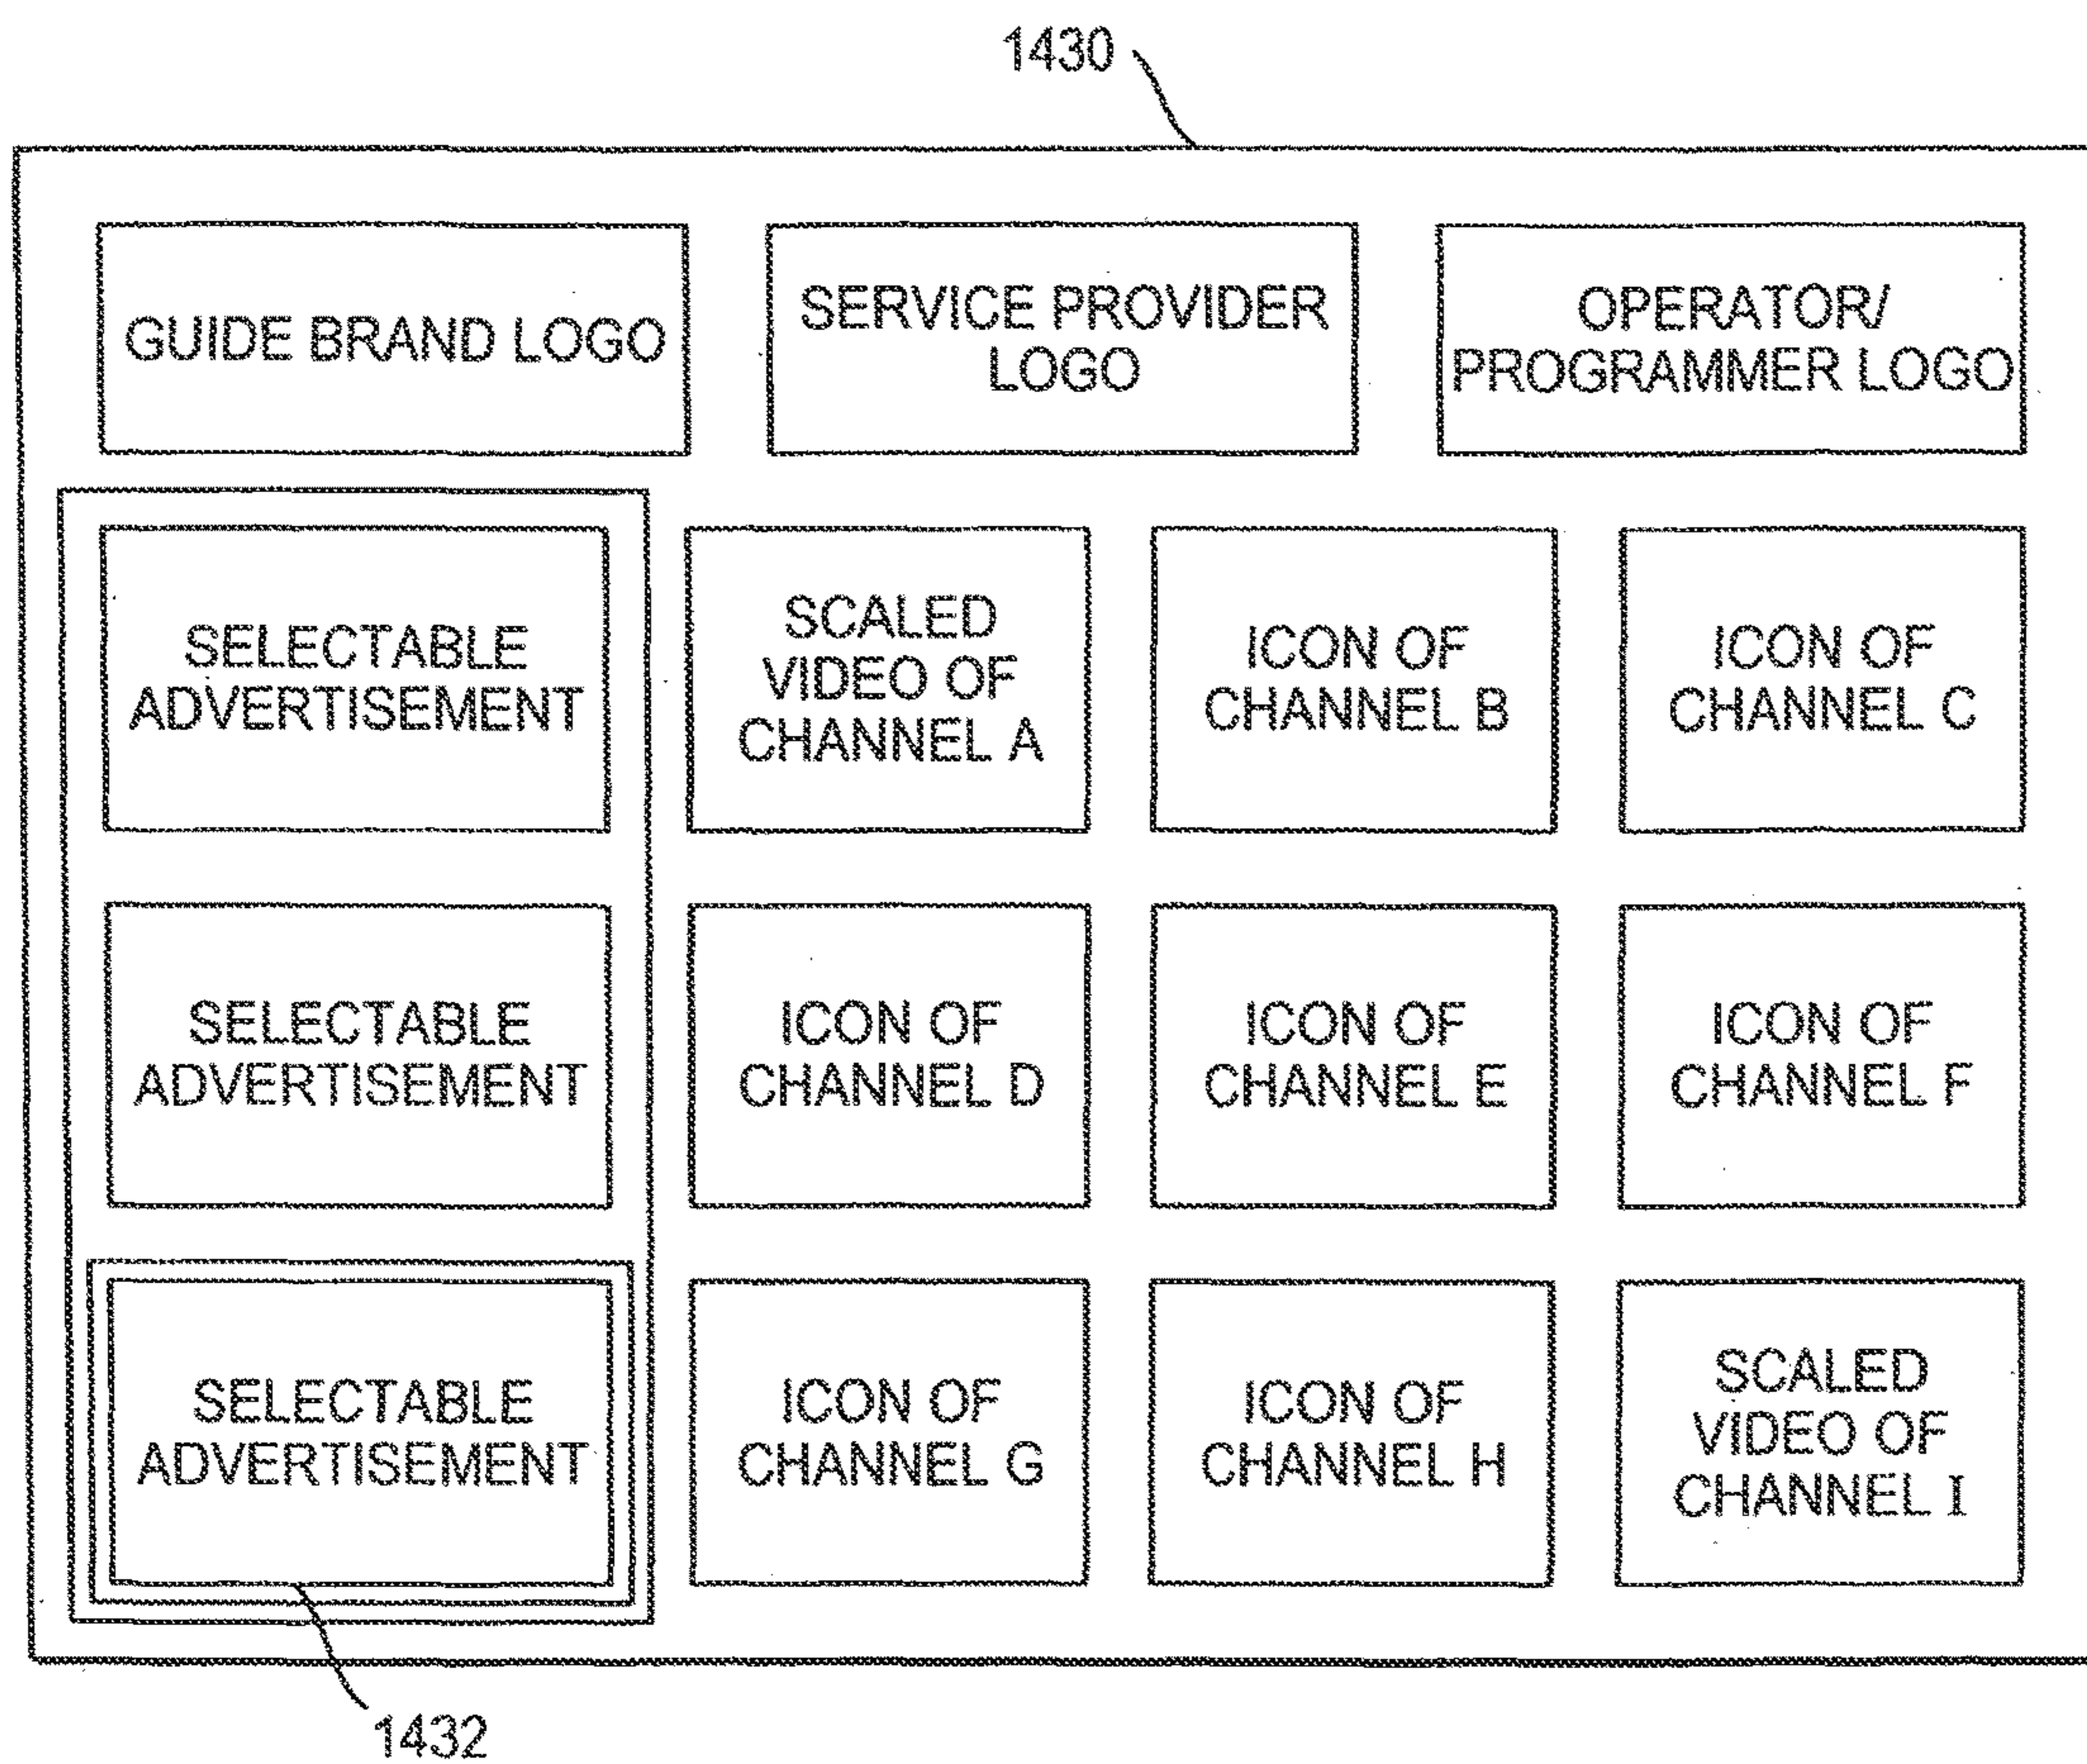 1430
GUIDE BRAND LOGO
SERVICE PROVIDER
LOGO
OPERATOR/
PROGRAMMER LOGO
SELECTABLE
ADVERTISEMENT
SCALED
VIDEO OF
CHANNEL A
ICON OF
CHANNEL B
ICON OF
CHANNEL C
SELECTABLE
ADVERTISEMENT
ICON OF
CHANNEL D
ICON OF
CHANNEL E
ICON OF
CHANNEL F
SELECTABLE
ADVERTISEMENT
ICON OF
CHANNEL G
ICON OF
CHANNEL H
SCALED
VIDEO OF
CHANNEL I
1432